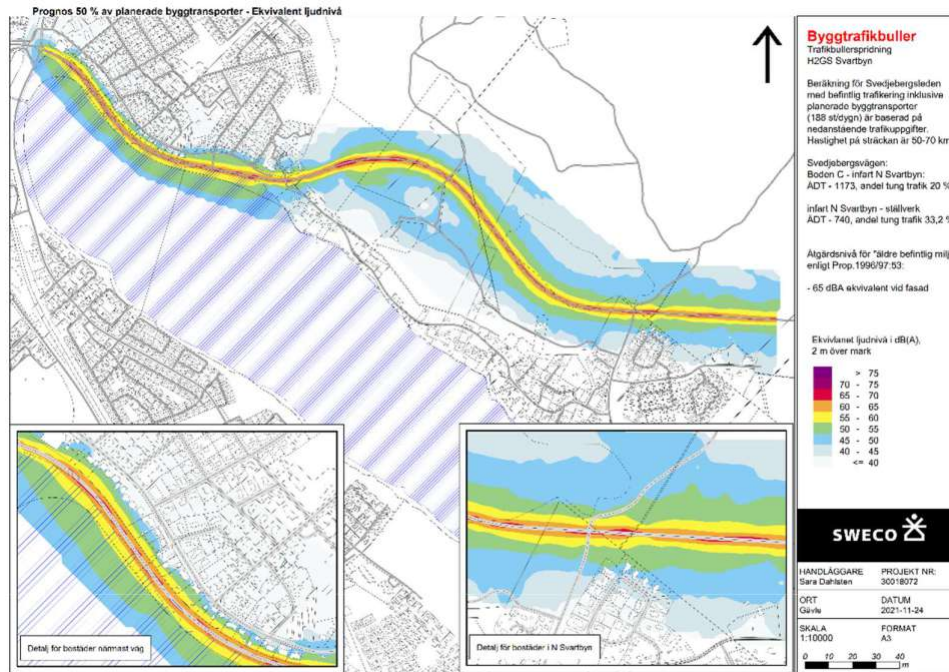 Prognos 50 % av planerade byggtransporter - Ekvivalent ljudnivå
Byggtrafikbuller
Trafikbullerspridning
H2GS Svartbyn
Beräkning för Svedjebergsleden
med befintlig trafikering inklusive
planerade byggtransporter
(188 st/dygn) är baserad på
nedanstående trafikuppgifter.
Hastighet på sträckan är 50-70 km
Svedjebergsvägen:
Boden C - infart N Svartbyn:
ÅDT - 1173, andel tung trafik 20 %
infart N Svartbyn - ställverk
ÅDT - 740, andel tung trafik 33,2 %
Åtgärdsnivå för "äldre befintlig milj
enligt Prop.1996/97:53:
- 65 dBA ekvivalent vid fasad
Ekvivlanet ljudnivå i dB(A),
2 m över mark
> 75
70 - 75
65 - 70
60 - 65
55 - 60
50 - 55
45 - 50
40 - 45
<= 40
Detalj för bostäder närmast väg
Detalj för bostäder i N Svartbyn
SWECO
HANDLÄGGARE PROJEKT NR:
Sara Dahlsten 30018072
ORT DATUM
Gävle 2021-11-24
SKALA FORMAT
1:10000 A3
0 10 20 30 40
m